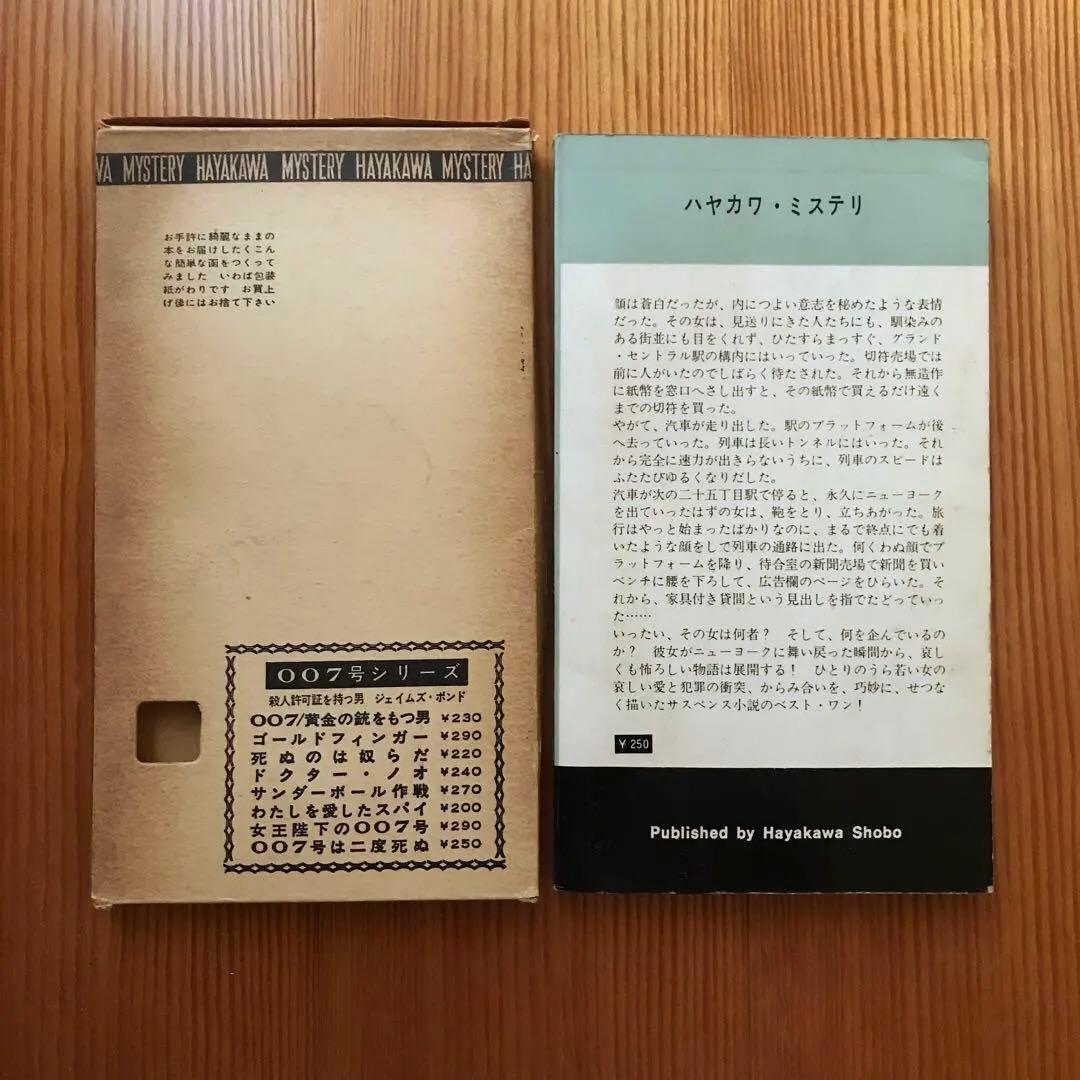 VA MYSTERY HAYAKAWA MYSTERY HAYAKAWA MYSTERY HA
お手許に綺麗なままの
本をお届けしたくこん
な簡単な函をつくって
みました いわば包装
紙がわりです お買上
げ後にはお捨て下さい
007号シリーズ
殺人許可証を持つ男 ジェイムズ・ボンド
007/黄金の銃をもつ男 ¥230
ゴールドフィンガー ¥290
死ぬのは奴らだ ¥220
ドクター・ノオ ¥240
サンダーボール作戦 ¥270
わたしを愛したスパイ ¥200
女王陛下の007号 ¥290
007号は二度死ぬ ¥250
ハヤカワ・ミステリ
顔は蒼白だったが、内につよい意志を秘めたような表情
だった。その女は、見送りにきた人たちにも、馴染みの
ある街並にも目をくれず、ひたすらまっすぐ、グランド
・セントラル駅の構内にはいっていった。切符売場では
前に人がいたのでしばらく待たされた。それから無造作
に紙幣を窓口へさし出すと、その紙幣で買えるだけ遠く
までの切符を買った。
やがて、汽車が走り出した。駅のプラットフォームが後
へ去っていった。列車は長いトンネルにはいった。それ
から完全に速力が出きらないうちに、列車のスピードは
ふたたびゆるくなりだした。
汽車が次の二十五丁目駅で停ると、永久にニューヨーク
を出ていったはずの女は、鞄をとり、立ちあがった。旅
行はやっと始まったばかりなのに、まるで終点にでも着
いたような顔をして列車の通路に出た。何くわぬ顔でプ
ラットフォームを降り、待合室の新聞売場で新聞を買い
ベンチに腰を下ろして、広告欄のページをひらいた。そ
れから、家具付き貸間という見出しを指でたどっていっ
た……
いったい、その女は何者? そして、何を企んでいるの
か? 彼女がニューヨークに舞い戻った瞬間から、哀し
くも怖ろしい物語は展開する! ひとりのうら若い女の
哀しい愛と犯罪の衝突、からみ合いを、巧妙に、せつな
く描いたサスペンス小説のベスト・ワン!
¥250
Published by Hayakawa Shobo